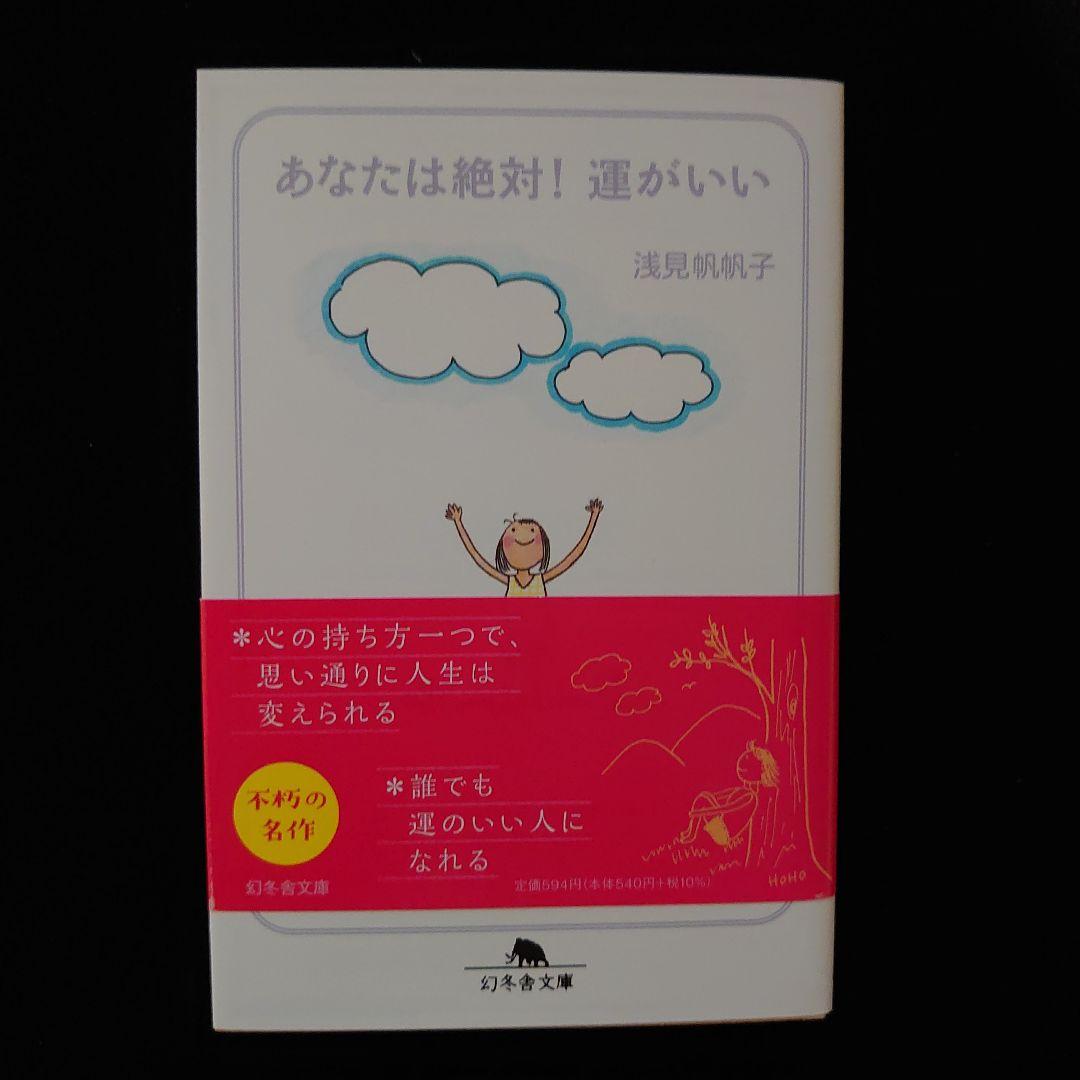 あなたは絶対！ 運がいい
浅見帆帆子
＊心の持ち方一つで、
思い通りに人生は
変えられる
不朽の
名作
＊誰でも
運のいい人に
なれる
幻冬舎文庫
定価594円(本体540円+税10%)
HOHO
幻冬舎文庫